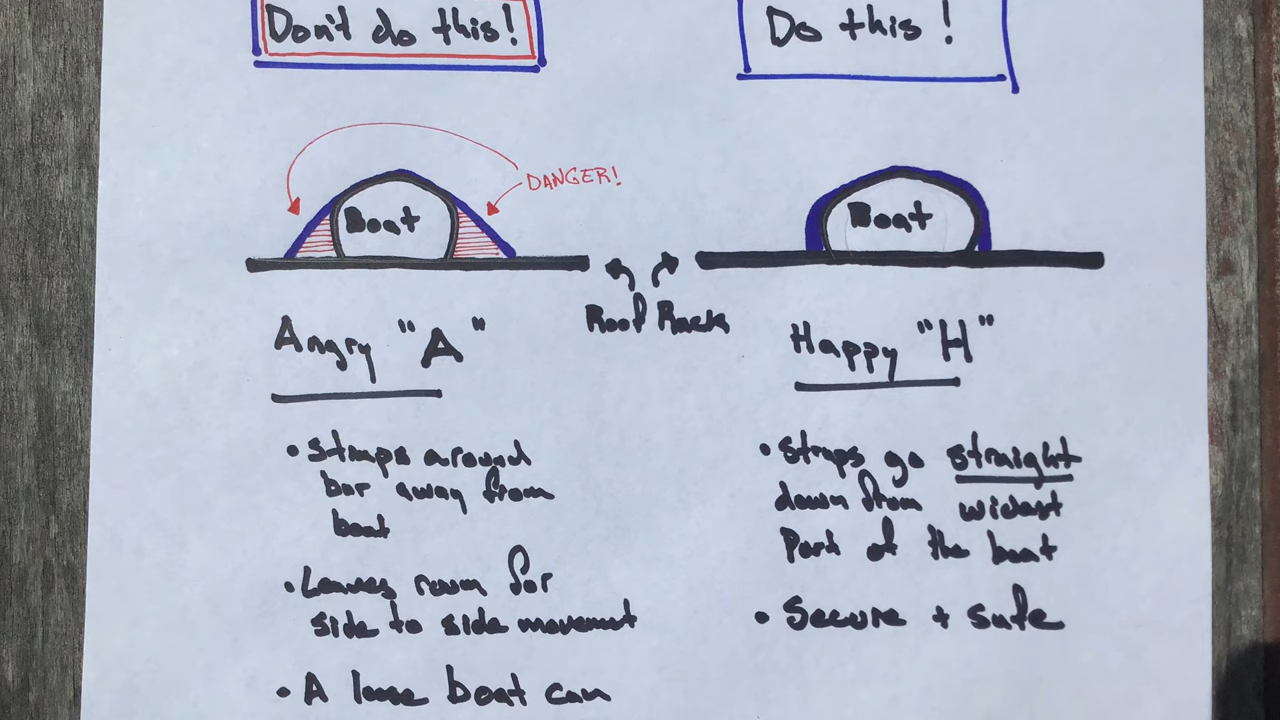 Don't do this!
Do this!
DANGER!
Boat
Boat
Roof Rack
Angry "A"
Happy "H"
• Straps around
bar away from
boat
• Leaves room for
side to side movement
• A loose boat can
• Straps go straight
down from widest
Part of the boat
• Secure + safe